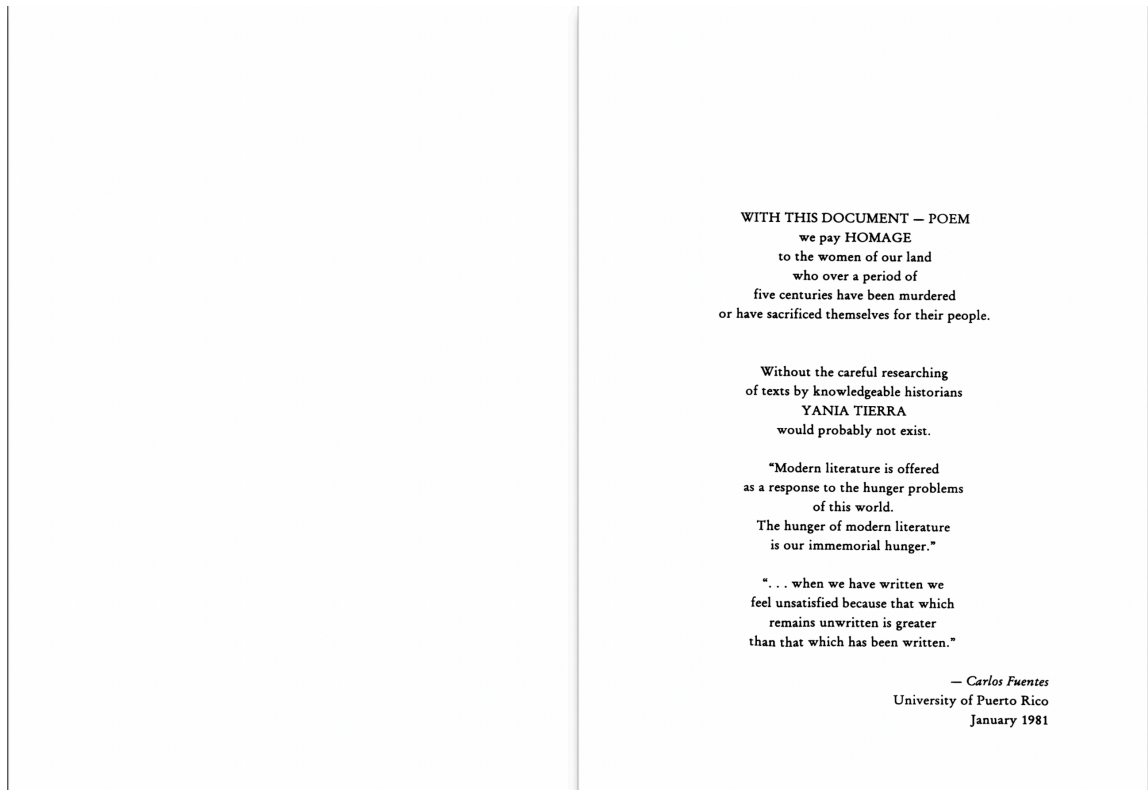 WITH THIS DOCUMENT — POEM
we pay HOMAGE
to the women of our land
who over a period of
five centuries have been murdered
or have sacrificed themselves for their people.
Without the careful researching
of texts by knowledgeable historians
YANIA TIERRA
would probably not exist.
“Modern literature is offered
as a response to the hunger problems
of this world.
The hunger of modern literature
is our immemorial hunger.”
“. . . when we have written we
feel unsatisfied because that which
remains unwritten is greater
than that which has been written.”
— Carlos Fuentes
University of Puerto Rico
January 1981